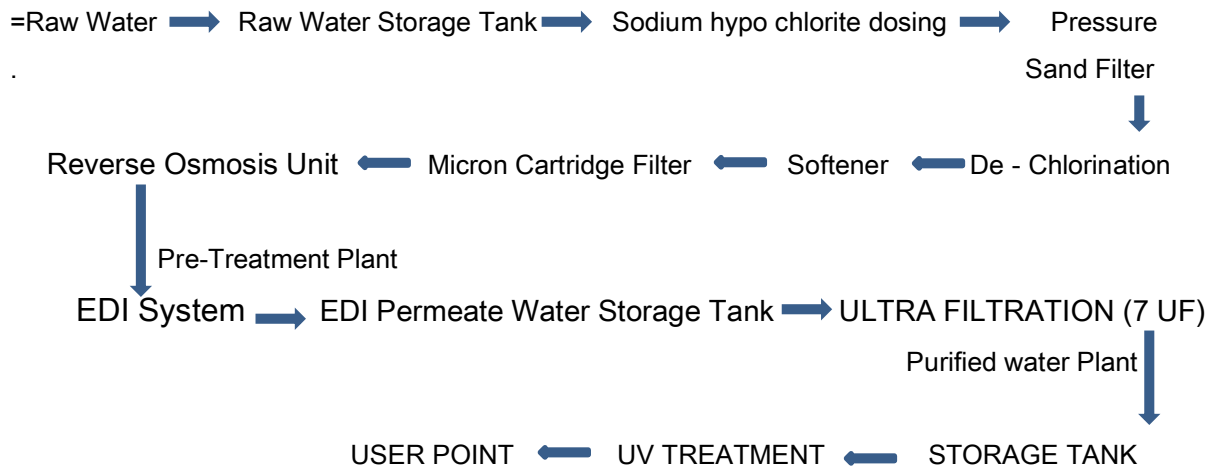 =Raw Water Raw Water Storage Tank Sodium hypo chlorite dosing Pressure
. Sand Filter
Reverse Osmosis Unit Micron Cartridge Filter Softener De - Chlorination
Pre-Treatment Plant
EDI System EDI Permeate Water Storage Tank ULTRA FILTRATION (7 UF)
Purified water Plant
USER POINT UV TREATMENT STORAGE TANK